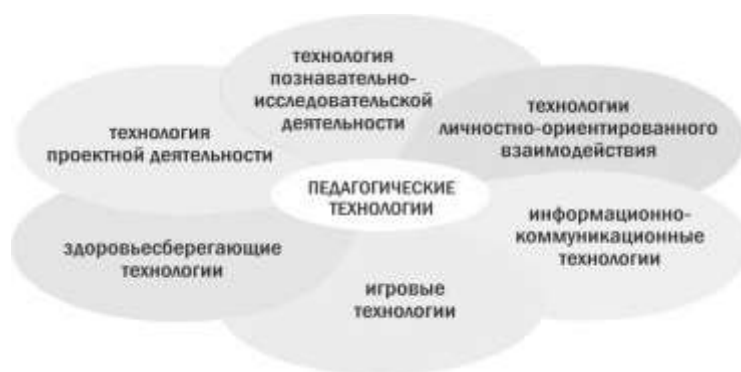 технология
познавательно-
исследовательской
деятельности
технологии
личностно-ориентированного
взаимодействия
технология
проектной деятельности
ПЕДАГОГИЧЕСКИЕ
ТЕХНОЛОГИИ
информационно-
коммуникационные
технологии
здоровьесберегающие
технологии
игровые
технологии